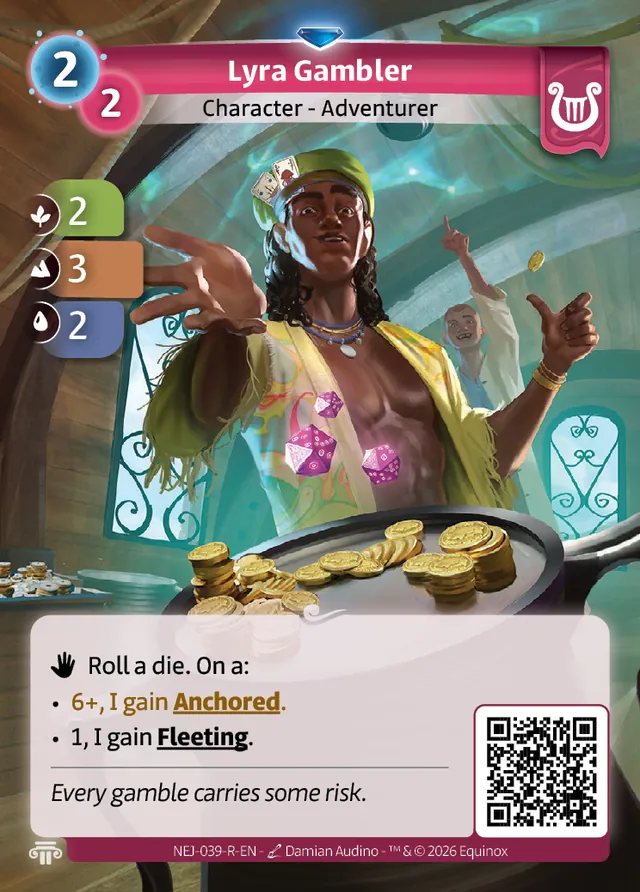 2
Lyra Gambler
2
Character - Adventurer
2
3
2
Roll a die. On a:
• 6+, I gain Anchored.
• 1, I gain Fleeting.
Every gamble carries some risk.
NEJ-039-R-EN - Damian Audino - ™ & © 2026 Equinox